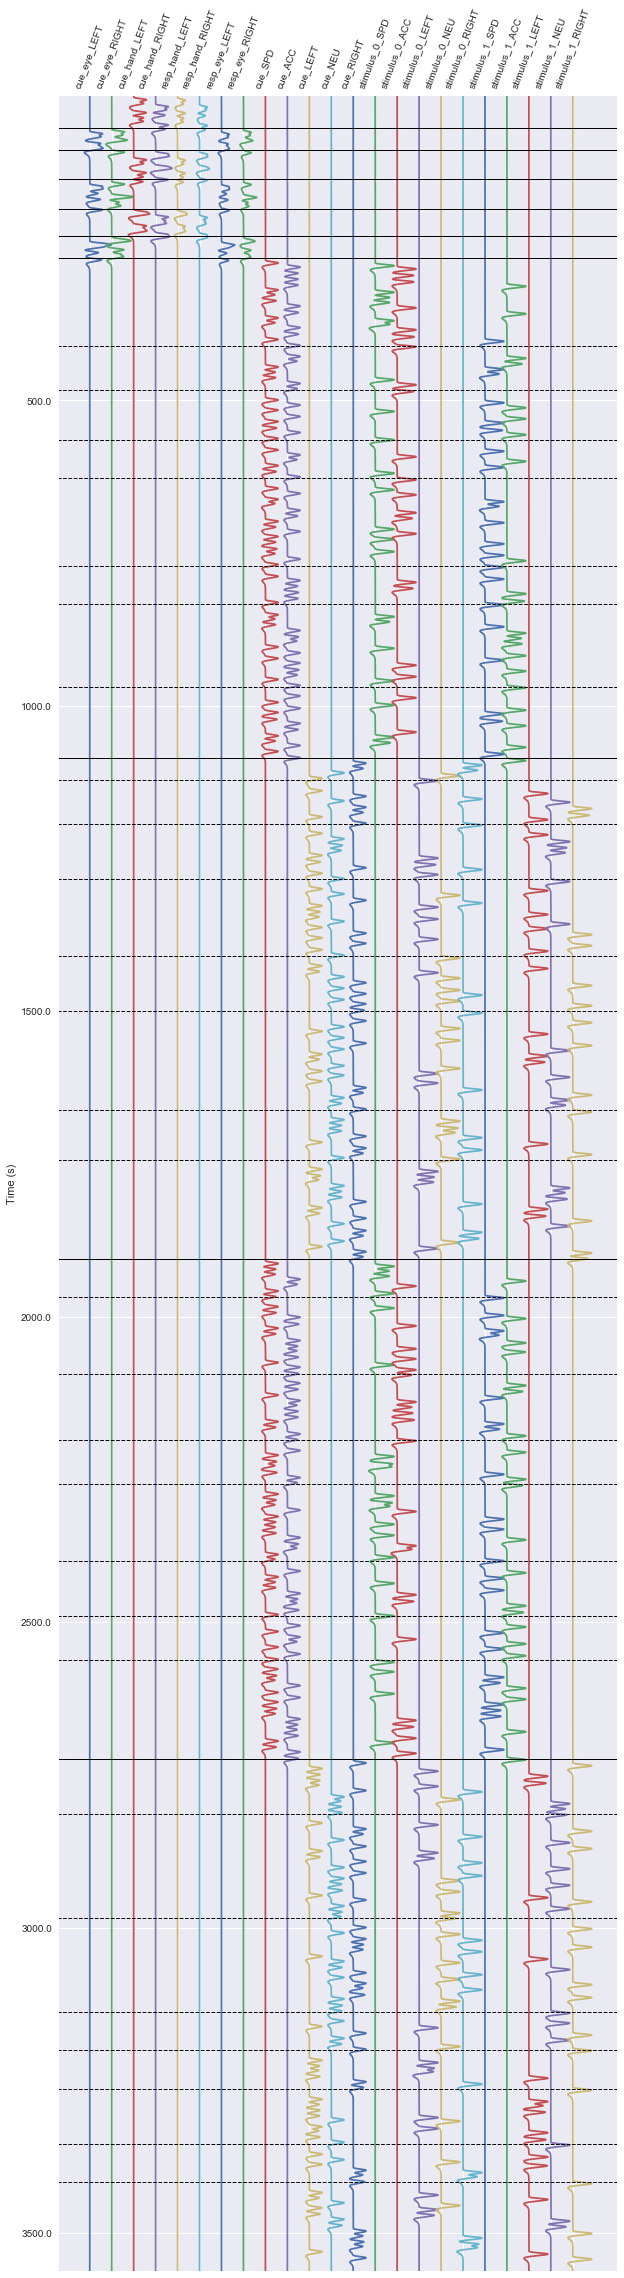 cue_eye_LEFT
cue_eye_RIGHT
cue_hand_LEFT
cue_hand_RIGHT
resp_hand_LEFT
resp_hand_RIGHT
resp_eye_LEFT
resp_eye_RIGHT
cue_SPD
cue_ACC
cue_LEFT
cue_NEU
cue_RIGHT
stimulus_0_SPD
stimulus_0_ACC
stimulus_0_LEFT
stimulus_0_NEU
stimulus_0_RIGHT
stimulus_1_SPD
stimulus_1_ACC
stimulus_1_LEFT
stimulus_1_NEU
stimulus_1_RIGHT
500.0
1000.0
1500.0
Time (s)
2000.0
2500.0
3000.0
3500.0